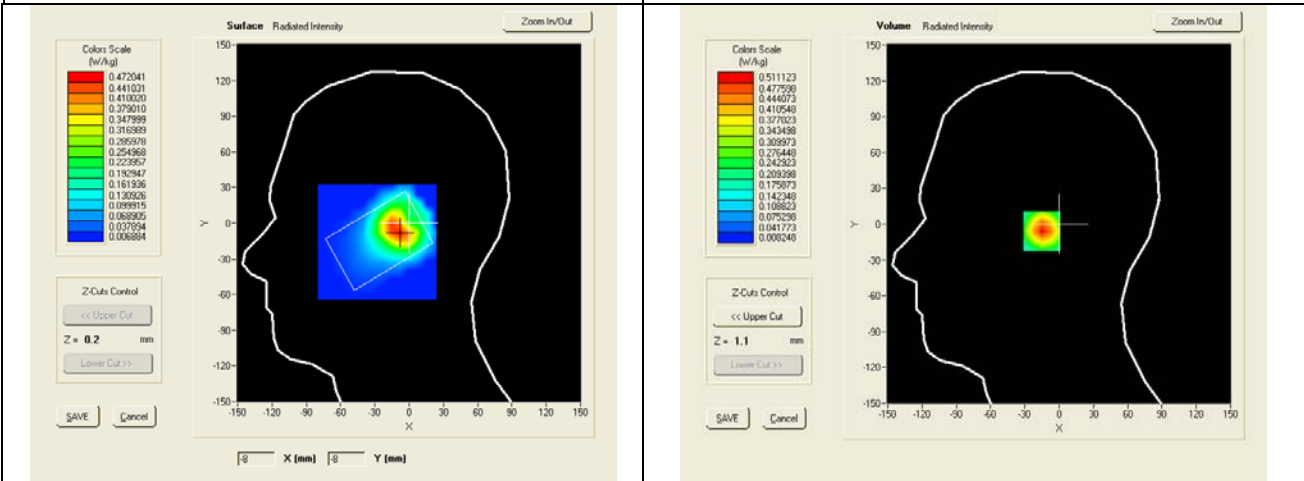 Surface Radiated Intensity
Zoom In/Out
Colors Scale
(W/kg)
0.472041
0.441031
0.410020
0.379010
0.347999
0.316989
0.285978
0.254968
0.223957
0.192947
0.161936
0.130926
0.099915
0.068905
0.037894
0.006884
Z-Cuts Control
<< Upper Cut
Z = 0.2 mm
Lower Cut >>
SAVE Cancel
150
120
90
60
30
0
-30
-60
-90
-120
-150
Y
-150 -120 -90 -60 -30 0 30 60 90 120 150
X
-8 X (mm) -8 Y (mm)
Volume Radiated Intensity
Zoom In/Out
Colors Scale
(W/kg)
0.511123
0.477598
0.444073
0.410548
0.377023
0.343498
0.309973
0.276448
0.242923
0.209398
0.175873
0.142348
0.108823
0.075298
0.041773
0.008248
Z-Cuts Control
<< Upper Cut
Z = 1.1 mm
Lower Cut >>
SAVE Cancel
150
120
90
60
30
0
-30
-60
-90
-120
-150
Y
-150 -120 -90 -60 -30 0 30 60 90 120 150
X